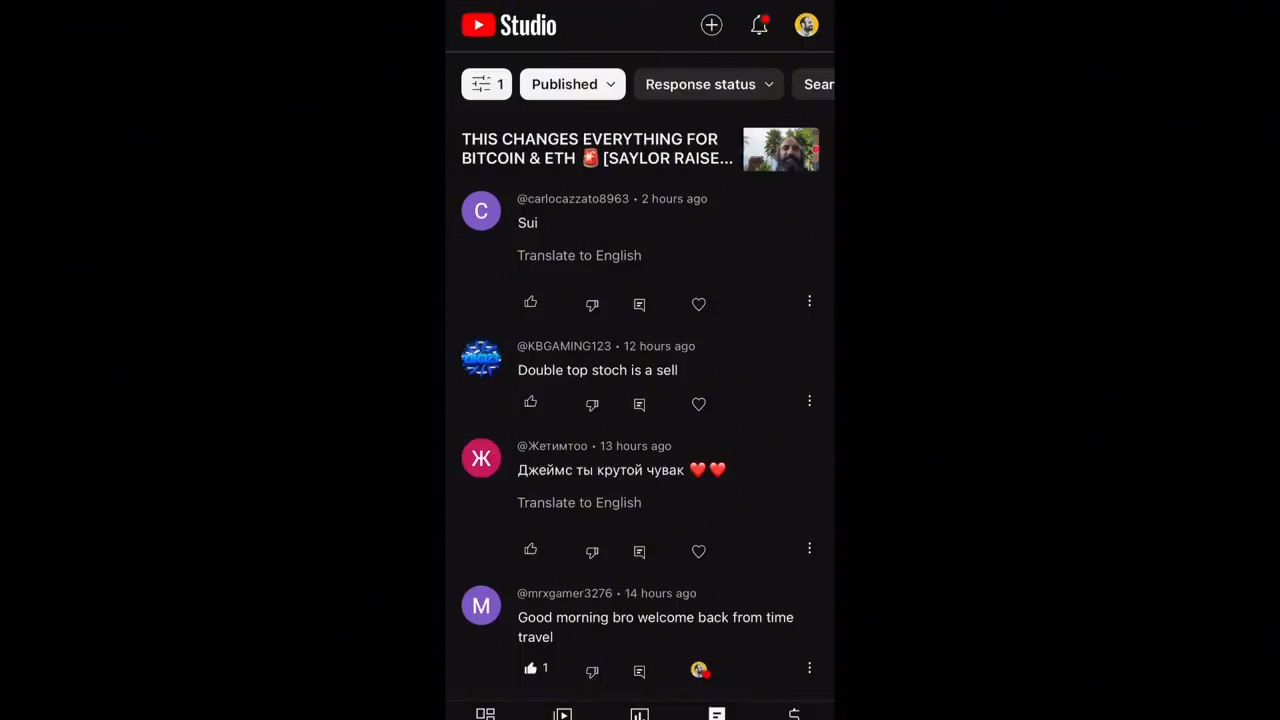 Studio
1
Published
Response status
Sear
THIS CHANGES EVERYTHING FOR
BITCOIN & ETH 🚨 [SAYLOR RAISE...
C
@carlocazzato8963 • 2 hours ago
Sui
Translate to English
@KBGAMING123 • 12 hours ago
Double top stoch is a sell
Ж
@Жетимтоо • 13 hours ago
Джеймс ты крутой чувак ❤️❤️
Translate to English
M
@mrxgamer3276 • 14 hours ago
Good morning bro welcome back from time
travel
1